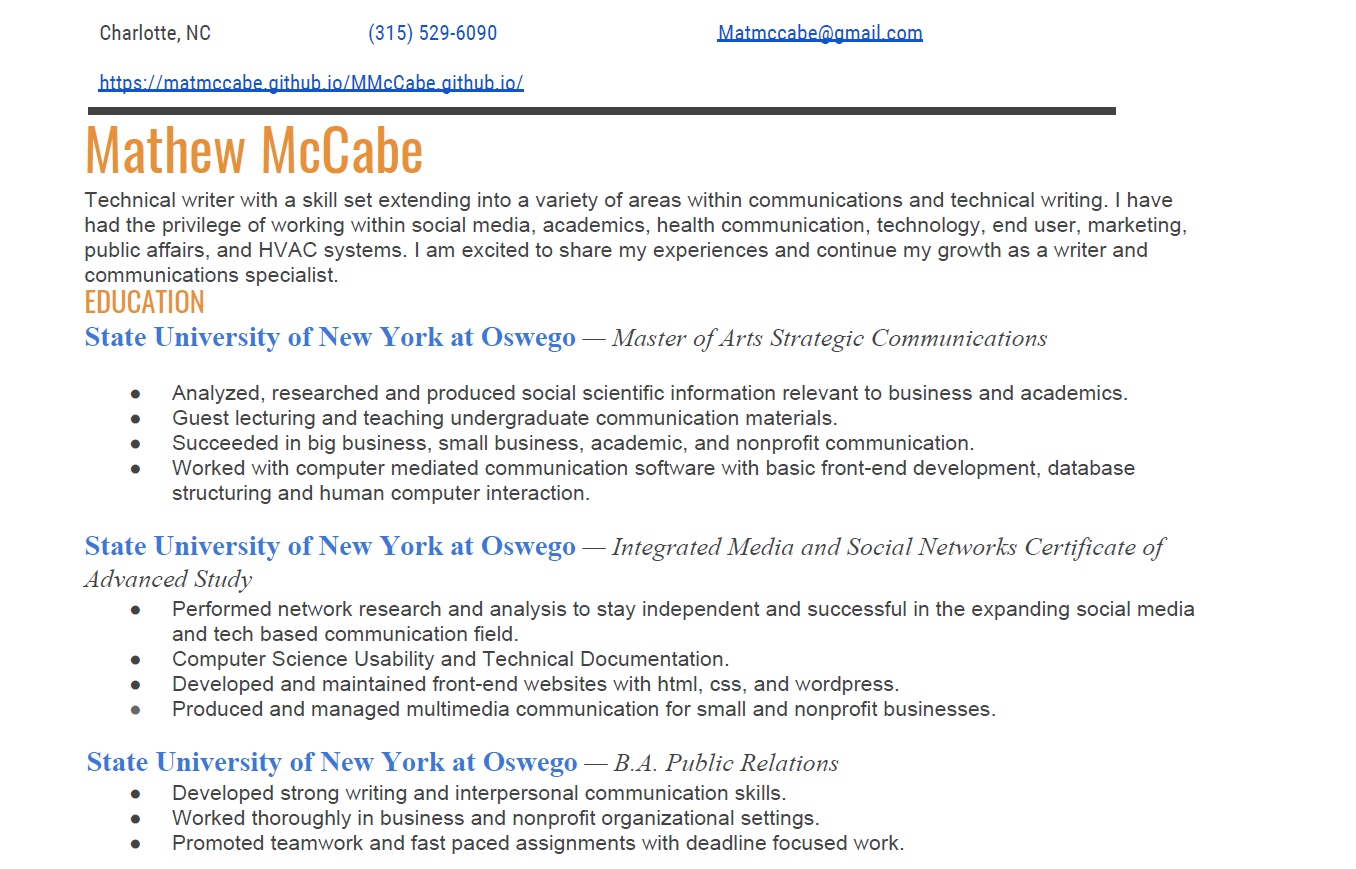 Charlotte, NC (315) 529-6090 Matmccabe@gmail.com
https://matmccabe.github.io/MMcCabe.github.io/
Mathew McCabe
Technical writer with a skill set extending into a variety of areas within communications and technical writing. I have
had the privilege of working within social media, academics, health communication, technology, end user, marketing,
public affairs, and HVAC systems. I am excited to share my experiences and continue my growth as a writer and
communications specialist.
EDUCATION
State University of New York at Oswego — Master of Arts Strategic Communications
● Analyzed, researched and produced social scientific information relevant to business and academics.
● Guest lecturing and teaching undergraduate communication materials.
● Succeeded in big business, small business, academic, and nonprofit communication.
● Worked with computer mediated communication software with basic front-end development, database
structuring and human computer interaction.
State University of New York at Oswego — Integrated Media and Social Networks Certificate of
Advanced Study
● Performed network research and analysis to stay independent and successful in the expanding social media
and tech based communication field.
● Computer Science Usability and Technical Documentation.
● Developed and maintained front-end websites with html, css, and wordpress.
● Produced and managed multimedia communication for small and nonprofit businesses.
State University of New York at Oswego — B.A. Public Relations
● Developed strong writing and interpersonal communication skills.
● Worked thoroughly in business and nonprofit organizational settings.
● Promoted teamwork and fast paced assignments with deadline focused work.